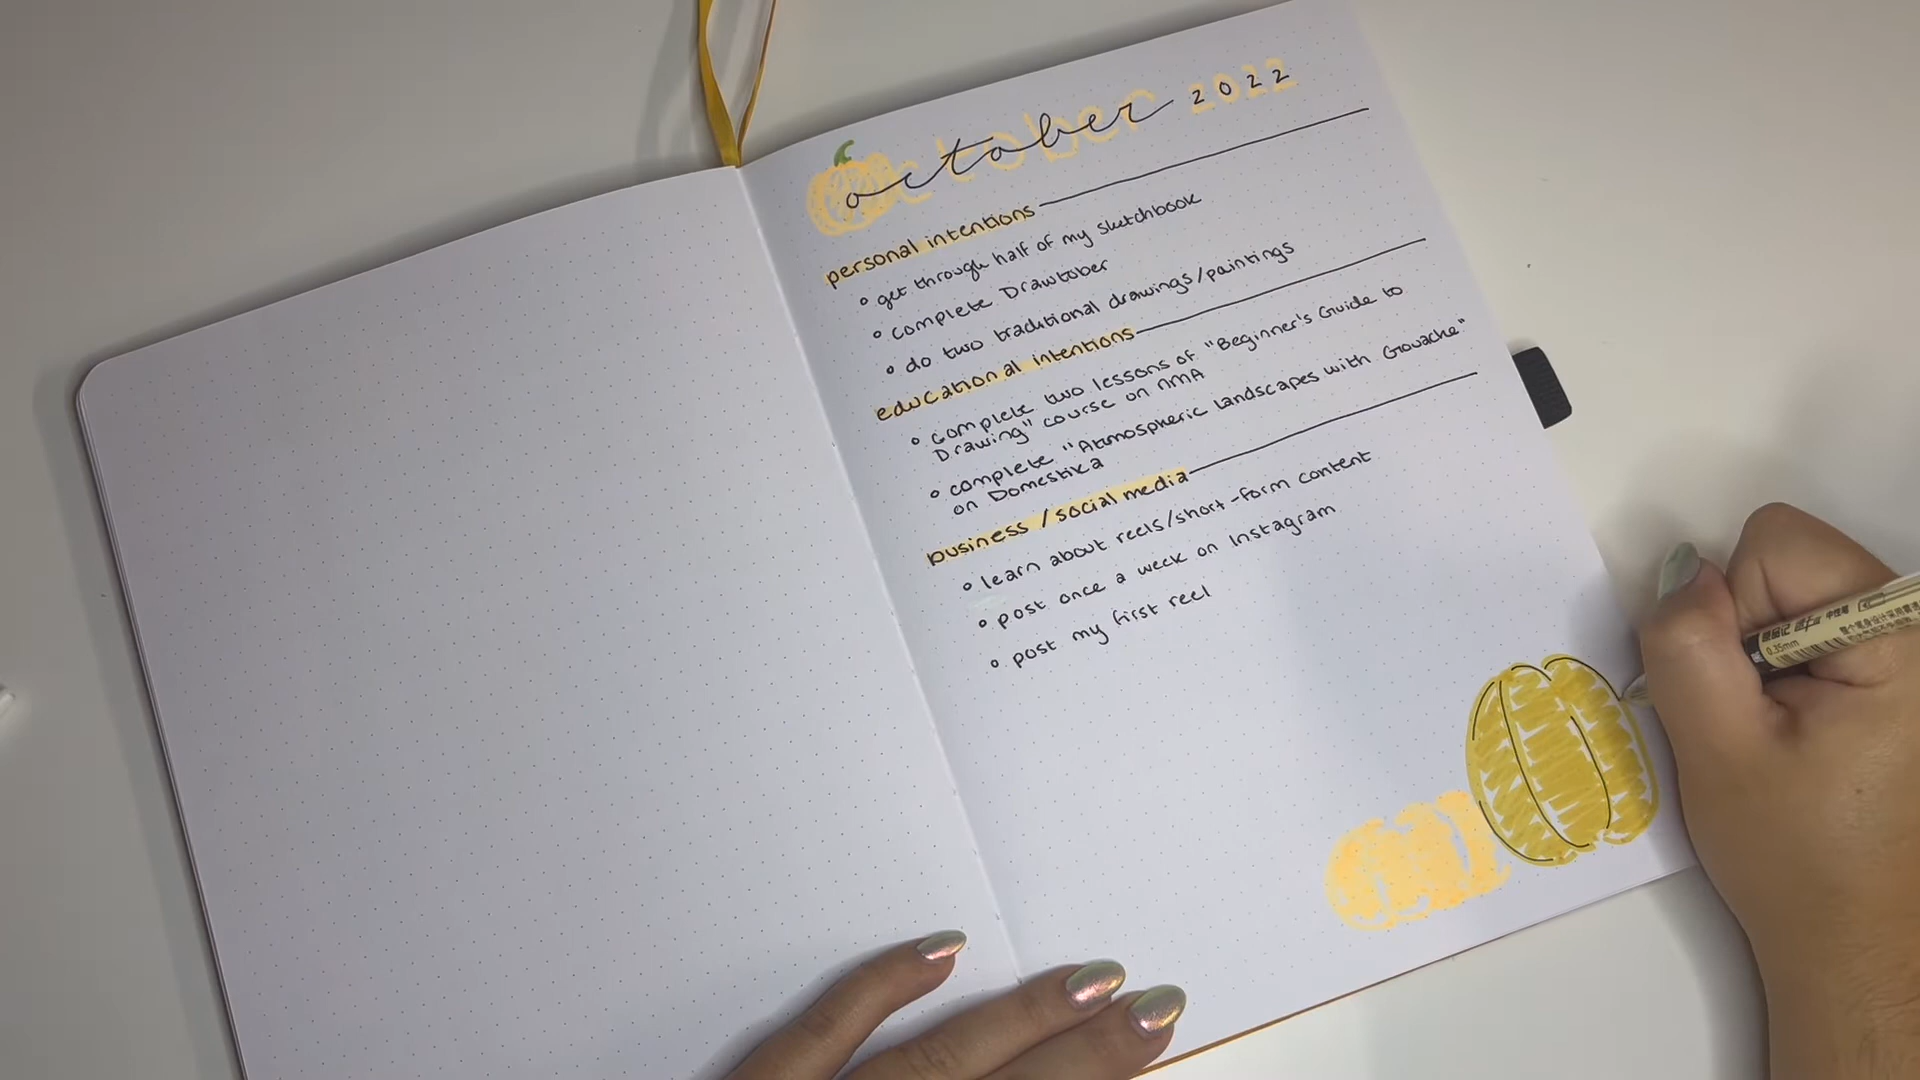 october 2022
personal intentions
get through half of my sketchbook
complete Drawtober
do two traditional drawings/paintings
educational intentions
complete two lessons of "Beginner's Guide to
Drawing" course on NMA
complete "Atmospheric Landscapes with Gouache"
on Domestika
business / social media
learn about reels/short-form content
post once a week on Instagram
post my first reel
0.35mm